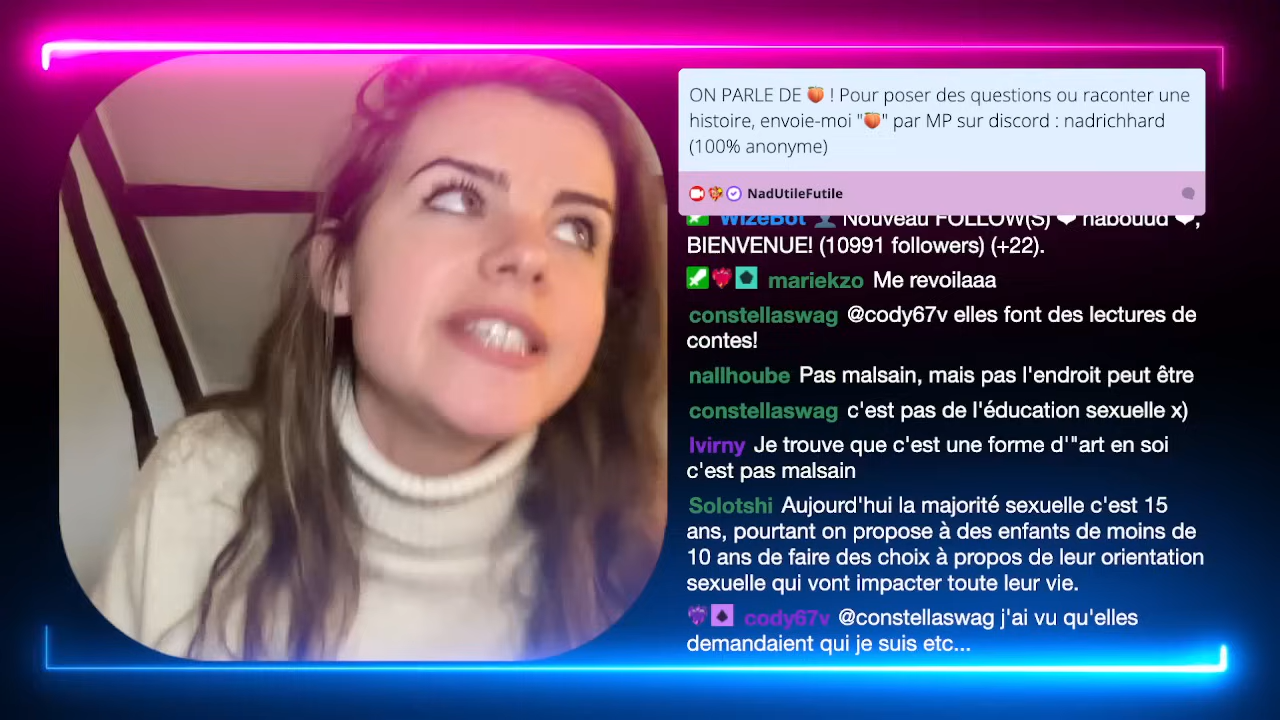 ON PARLE DE 🍑 ! Pour poser des questions ou raconter une
histoire, envoie-moi "🍑" par MP sur discord : nadrichhard
(100% anonyme)
NadUtileFutile
WizeBot 👤 Nouveau FOLLOW(S) ❤ nabouud ❤,
BIENVENUE! (10991 followers) (+22).
mariekzo Me revoilaaa
constellaswag @cody67v elles font des lectures de
contes!
nallhoube Pas malsain, mais pas l'endroit peut être
constellaswag c'est pas de l'éducation sexuelle x)
lvirny Je trouve que c'est une forme d'"art en soi
c'est pas malsain
Solotshi Aujourd'hui la majorité sexuelle c'est 15
ans, pourtant on propose à des enfants de moins de
10 ans de faire des choix à propos de leur orientation
sexuelle qui vont impacter toute leur vie.
cody67v @constellaswag j'ai vu qu'elles
demandaient qui je suis etc...